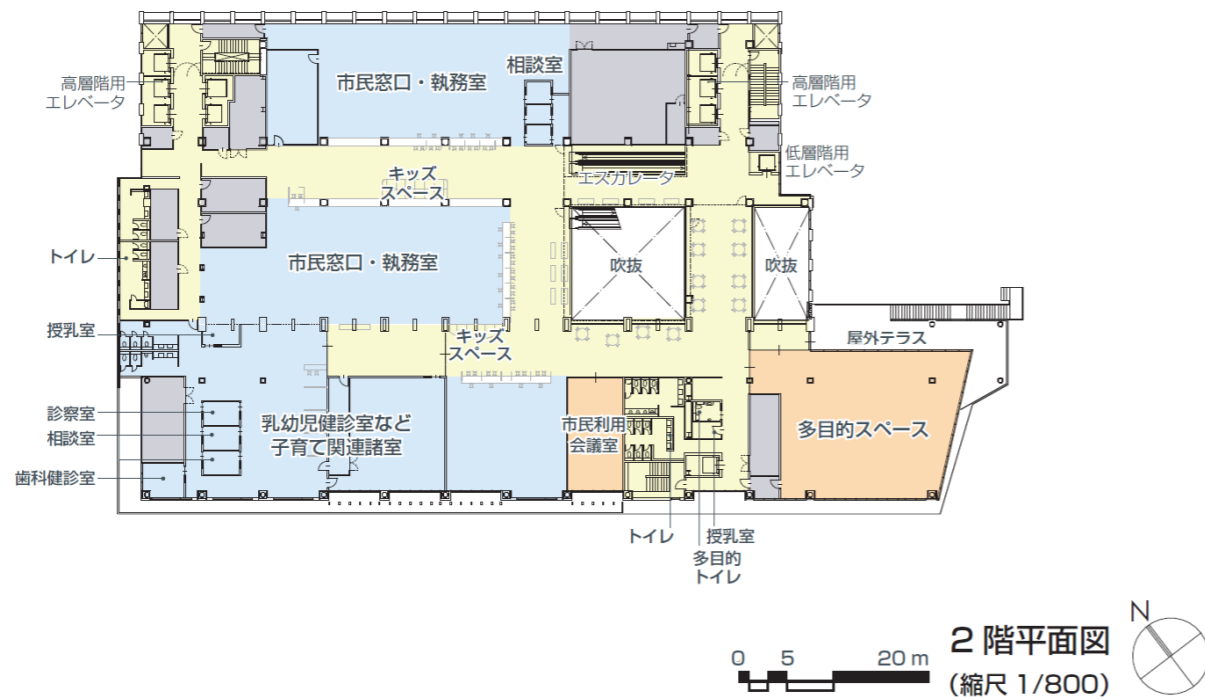 市民窓口・執務室
相談室
高層階用
エレベータ
高層階用
エレベータ
低層階用
エレベータ
キッズ
スペース
エスカレータ
トイレ
市民窓口・執務室
吹抜
吹抜
授乳室
キッズ
スペース
屋外テラス
診察室
相談室
歯科健診室
乳幼児健診室など
子育て関連諸室
市民利用
会議室
多目的スペース
トイレ
授乳室
多目的
トイレ
0 5 20 m
2 階平面図
(縮尺 1/800)
N